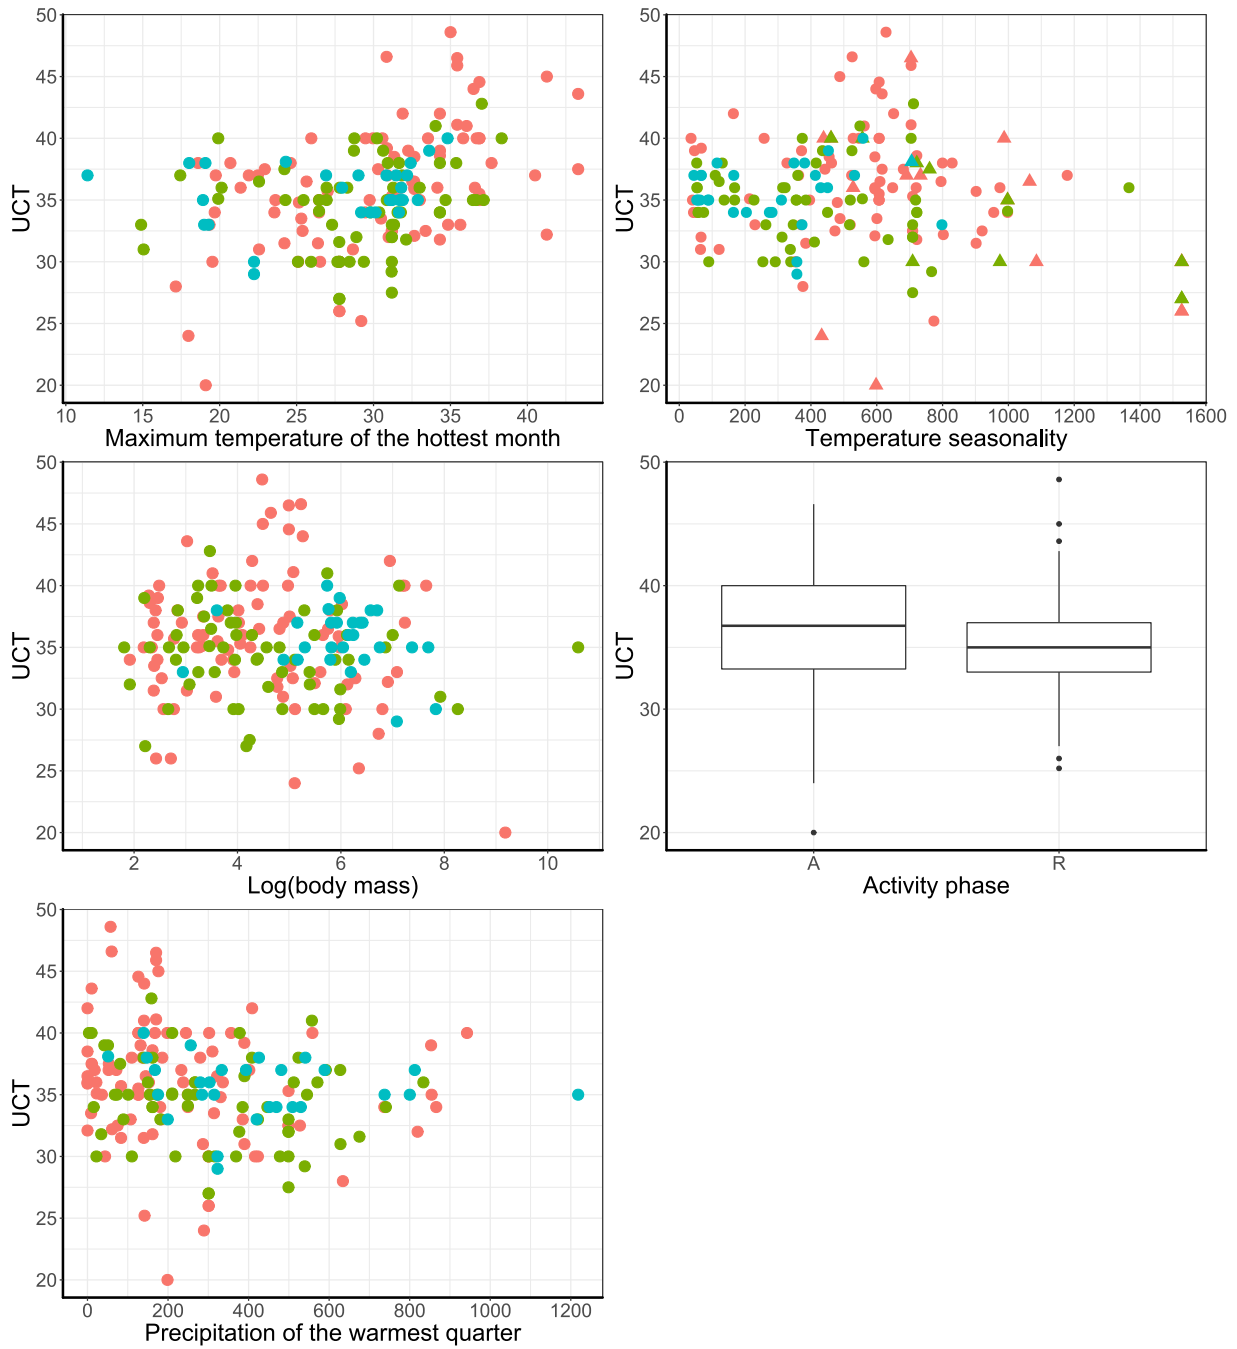 50
45
40
35
30
25
20
UCT
10 15 20 25 30 35 40
Maximum temperature of the hottest month
50
45
40
35
30
25
20
UCT
0 200 400 600 800 1000 1200 1400 1600
Temperature seasonality
50
45
40
35
30
25
20
UCT
2 4 6 8 10
Log(body mass)
50
40
30
20
UCT
A R
Activity phase
50
45
40
35
30
25
20
UCT
0 200 400 600 800 1000 1200
Precipitation of the warmest quarter